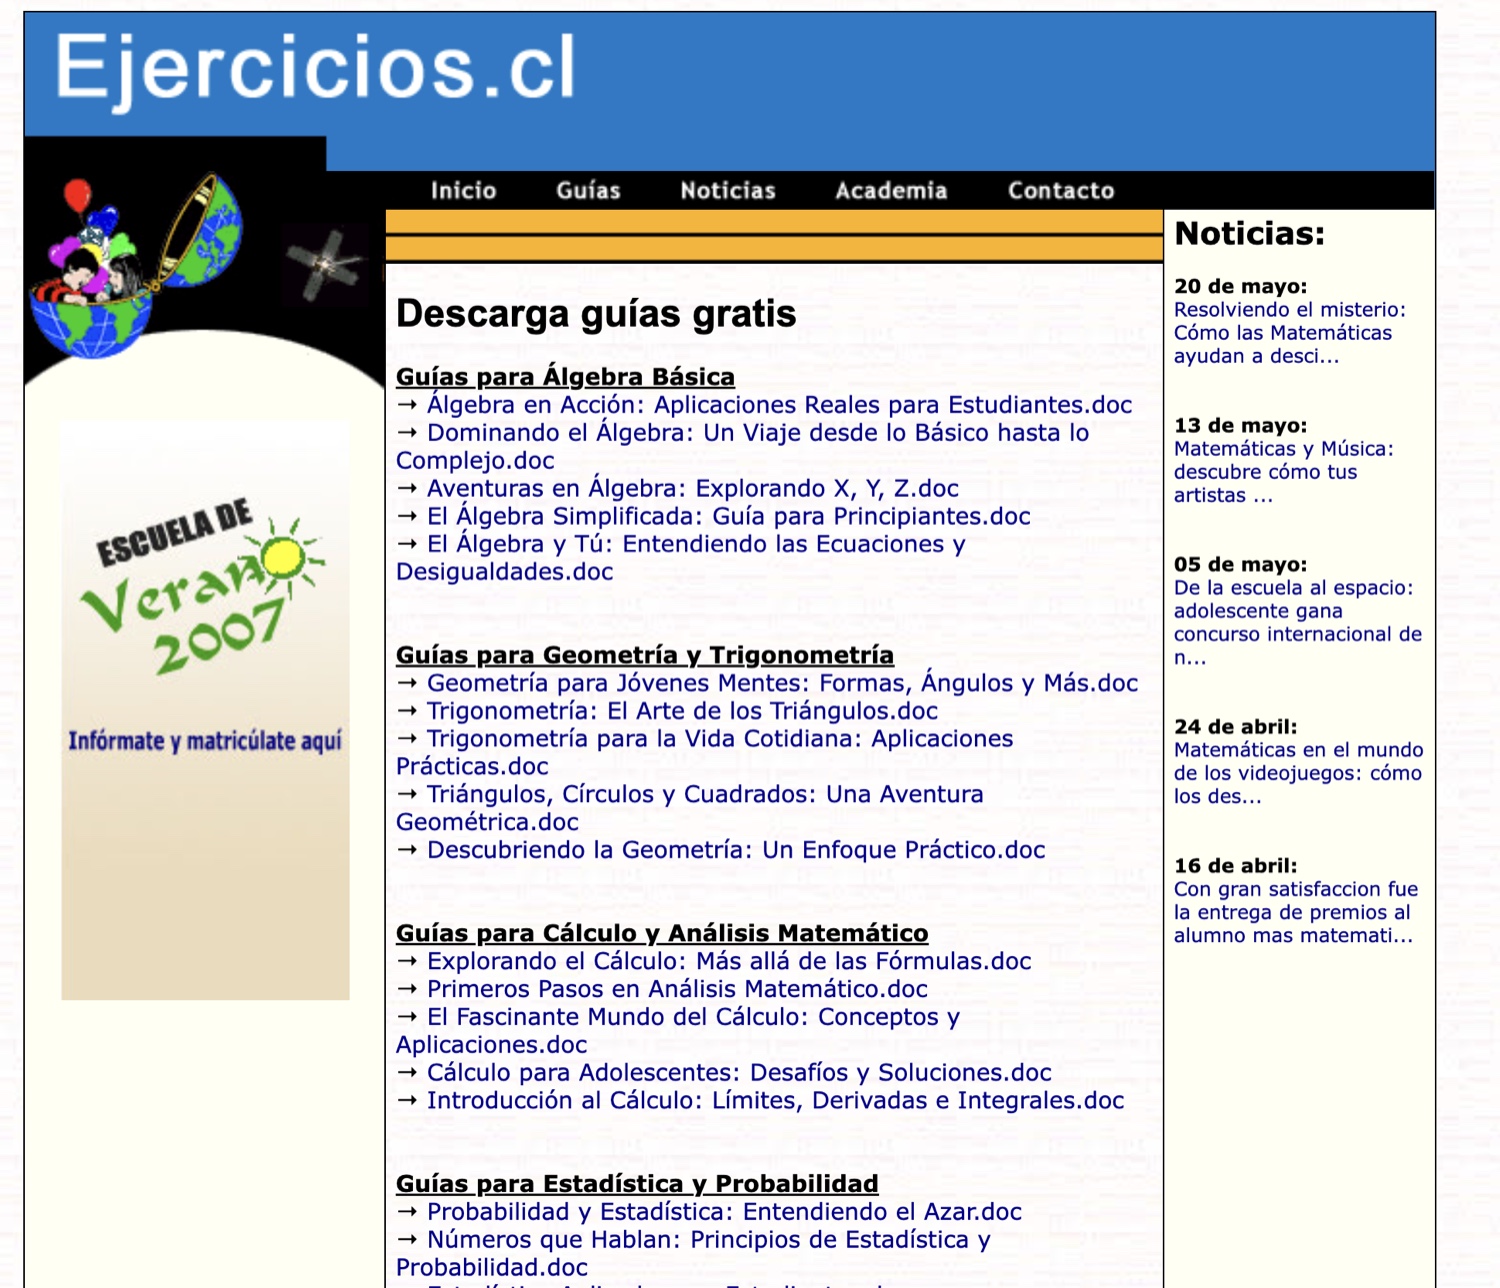 Ejercicios.cl
Inicio Guías Noticias Academia Contacto
ESCUELA DE
Verano
2007
Infórmate y matricúlate aquí
Descarga guías gratis
Guías para Álgebra Básica
→ Álgebra en Acción: Aplicaciones Reales para Estudiantes.doc
→ Dominando el Álgebra: Un Viaje desde lo Básico hasta lo
Complejo.doc
→ Aventuras en Álgebra: Explorando X, Y, Z.doc
→ El Álgebra Simplificada: Guía para Principiantes.doc
→ El Álgebra y Tú: Entendiendo las Ecuaciones y
Desigualdades.doc
Guías para Geometría y Trigonometría
→ Geometría para Jóvenes Mentes: Formas, Ángulos y Más.doc
→ Trigonometría: El Arte de los Triángulos.doc
→ Trigonometría para la Vida Cotidiana: Aplicaciones
Prácticas.doc
→ Triángulos, Círculos y Cuadrados: Una Aventura
Geométrica.doc
→ Descubriendo la Geometría: Un Enfoque Práctico.doc
Guías para Cálculo y Análisis Matemático
→ Explorando el Cálculo: Más allá de las Fórmulas.doc
→ Primeros Pasos en Análisis Matemático.doc
→ El Fascinante Mundo del Cálculo: Conceptos y
Aplicaciones.doc
→ Cálculo para Adolescentes: Desafíos y Soluciones.doc
→ Introducción al Cálculo: Límites, Derivadas e Integrales.doc
Guías para Estadística y Probabilidad
→ Probabilidad y Estadística: Entendiendo el Azar.doc
→ Números que Hablan: Principios de Estadística y
Probabilidad.doc
Noticias:
20 de mayo:
Resolviendo el misterio:
Cómo las Matemáticas
ayudan a desci...
13 de mayo:
Matemáticas y Música:
descubre cómo tus
artistas ...
05 de mayo:
De la escuela al espacio:
adolescente gana
concurso internacional de
n...
24 de abril:
Matemáticas en el mundo
de los videojuegos: cómo
los des...
16 de abril:
Con gran satisfaccion fue
la entrega de premios al
alumno mas matemati...